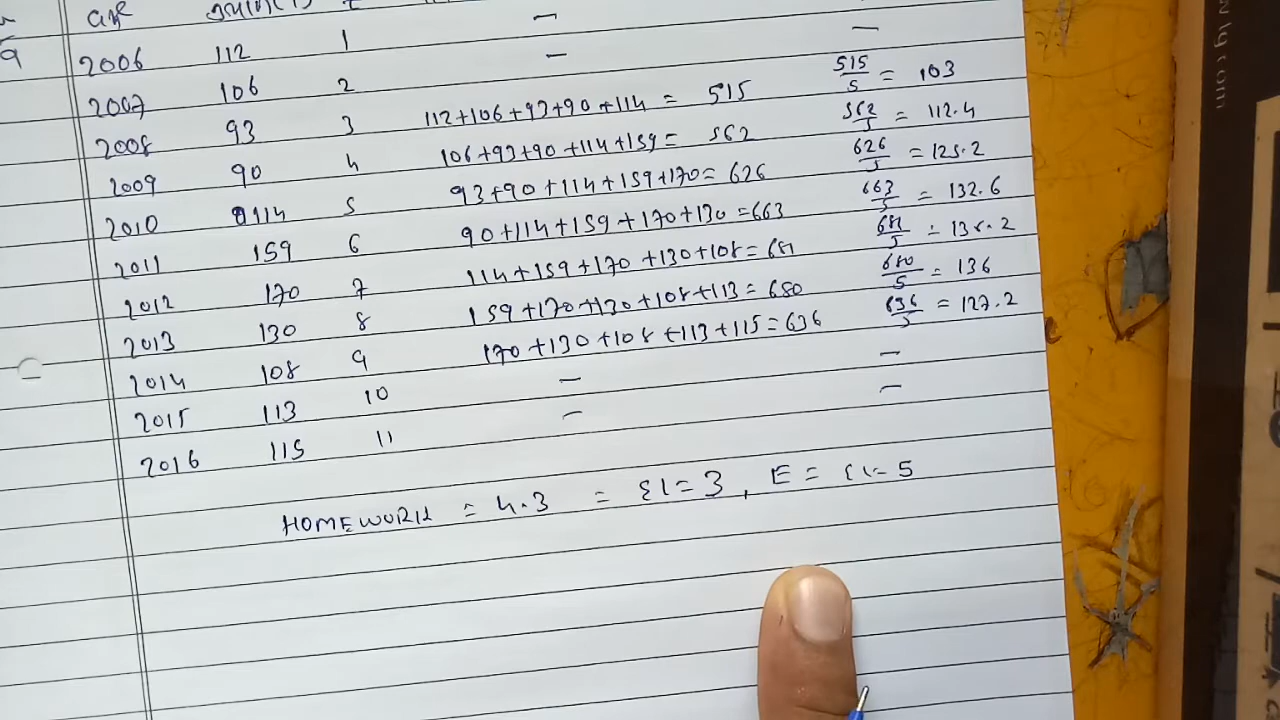 વર્ષ
2006 112 1 — —
2007 106 2 — —
2008 93 3 112+106+93+90+114 = 515 515/5 = 103
2009 90 4 106+93+90+114+159= 562 562/5 = 112.4
2010 114 5 93+90+114+159+170= 626 626/5 = 125.2
2011 159 6 90+114+159+170+130 =663 663/5 = 132.6
2012 170 7 114+159+170+130+108= 681 681/5 = 136.2
2013 130 8 159+170+130+108+113= 680 680/5 = 136
2014 108 9 170+130+108+113+115=636 636/5 = 127.2
2015 113 10 — —
2016 115 11 — —
HOMEWORK = 4.3 = દા-3, E = દા-5